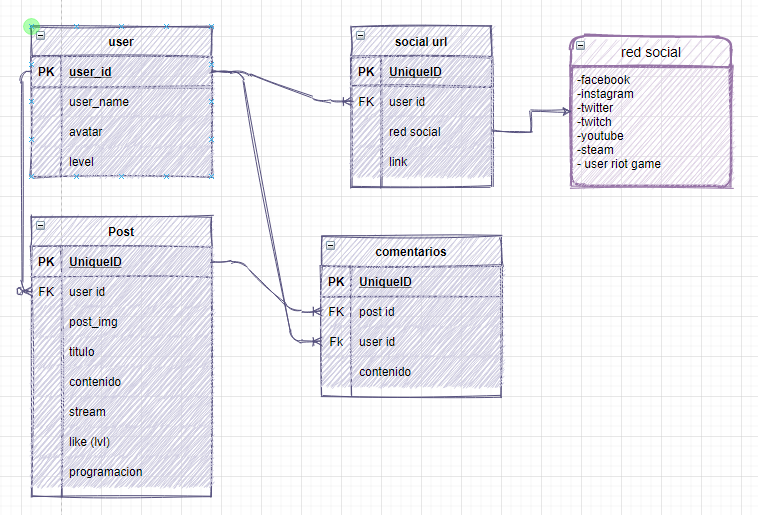 user
PK user_id
user_name
avatar
level
social url
PK UniqueID
FK user id
red social
link
red social
-facebook
-instagram
-twitter
-twitch
-youtube
-steam
- user riot game
Post
PK UniqueID
FK user id
post_img
titulo
contenido
stream
like (lvl)
programacion
comentarios
PK UniqueID
FK post id
Fk user id
contenido